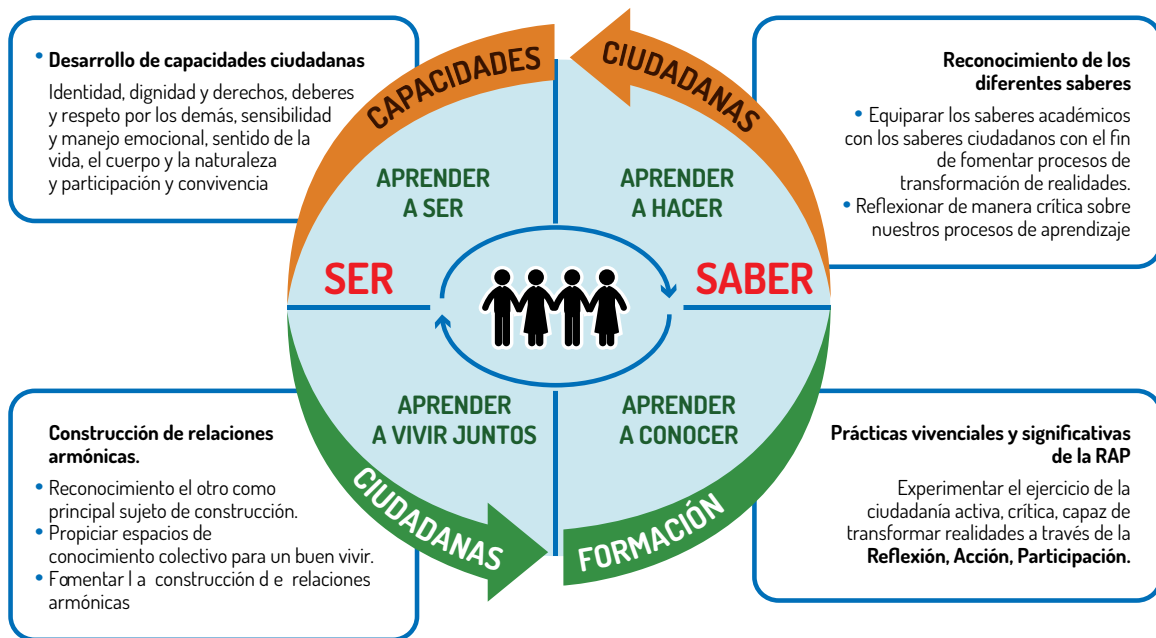 • Desarrollo de capacidades ciudadanas
Identidad, dignidad y derechos, deberes
y respeto por los demás, sensibilidad
y manejo emocional, sentido de la
vida, el cuerpo y la naturaleza
y participación y convivencia
CAPACIDADES
CIUDADANAS
Reconocimiento de los
diferentes saberes
• Equiparar los saberes académicos
con los saberes ciudadanos con el fin
de fomentar procesos de
transformación de realidades.
• Reflexionar de manera crítica sobre
nuestros procesos de aprendizaje
APRENDER
A SER
APRENDER
A HACER
SER
SABER
APRENDER
A VIVIR JUNTOS
APRENDER
A CONOCER
Construcción de relaciones
armónicas.
• Reconocimiento el otro como
principal sujeto de construcción.
• Propiciar espacios de
conocimiento colectivo para un buen vivir.
• Fomentar l a construcción d e relaciones
armónicas
CIUDADANAS
FORMACIÓN
Prácticas vivenciales y significativas
de la RAP
Experimentar el ejercicio de la
ciudadanía activa, crítica, capaz de
transformar realidades a través de la
Reflexión, Acción, Participación.